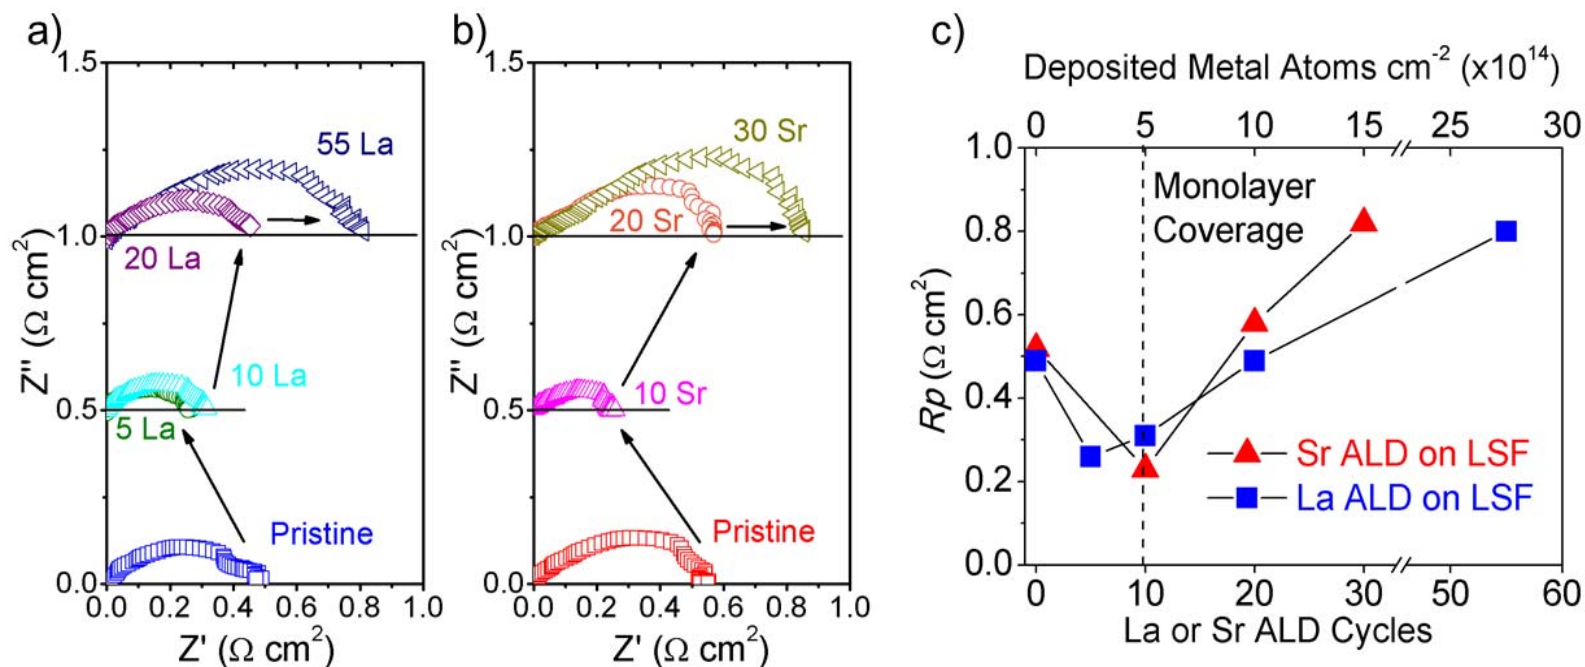 a)
1.5
1.0
0.5
0.0
Z'' (Ω cm²)
55 La
20 La
10 La
5 La
Pristine
0.0 0.2 0.4 0.6 0.8 1.0
Z' (Ω cm²)
b)
1.5
1.0
0.5
0.0
Z'' (Ω cm²)
30 Sr
20 Sr
10 Sr
Pristine
0.0 0.2 0.4 0.6 0.8 1.0
Z' (Ω cm²)
c)
Deposited Metal Atoms cm⁻² (x10¹⁴)
0 5 10 15 25 30
1.0
0.8
0.6
0.4
0.2
0.0
Rp (Ω cm²)
Monolayer
Coverage
Sr ALD on LSF
La ALD on LSF
0 10 20 30 50 60
La or Sr ALD Cycles